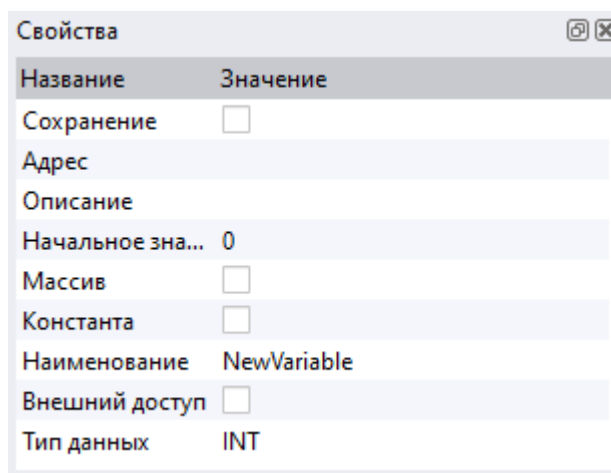 Свойства
Название Значение
Сохранение
Адрес
Описание
Начальное зна... 0
Массив
Константа
Наименование NewVariable
Внешний доступ
Тип данных INT